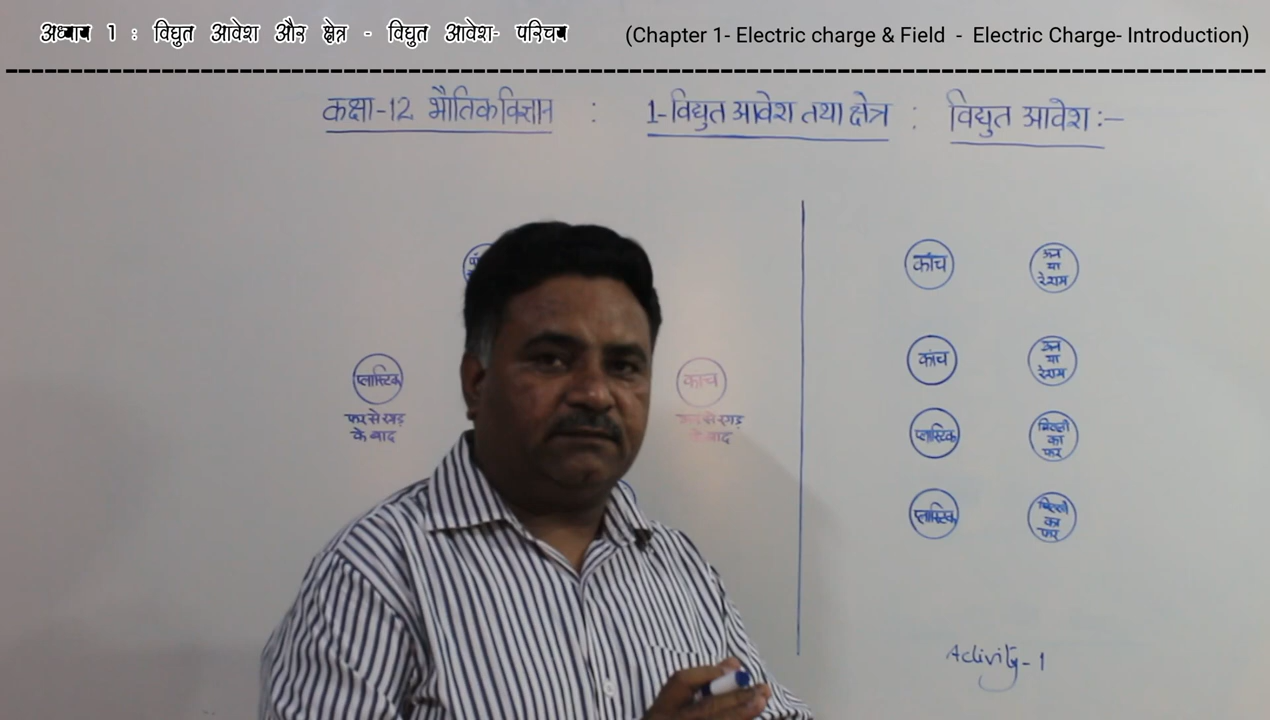 अध्याय 1 : विद्युत आवेश और क्षेत्र - विद्युत आवेश- परिचय (Chapter 1- Electric charge & Field - Electric Charge- Introduction)
कक्षा-12 भौतिक विज्ञान : 1-विद्युत आवेश तथा क्षेत्र : विद्युत आवेश :-
कांच
ऊन
या
रेशम
कांच
ऊन
या
रेशम
प्लास्टिक
फर से रगड़
के बाद
कांच
से रगड़
के बाद
प्लास्टिक
बिल्ली
का
फर
प्लास्टिक
बिल्ली
का
फर
Activity-1